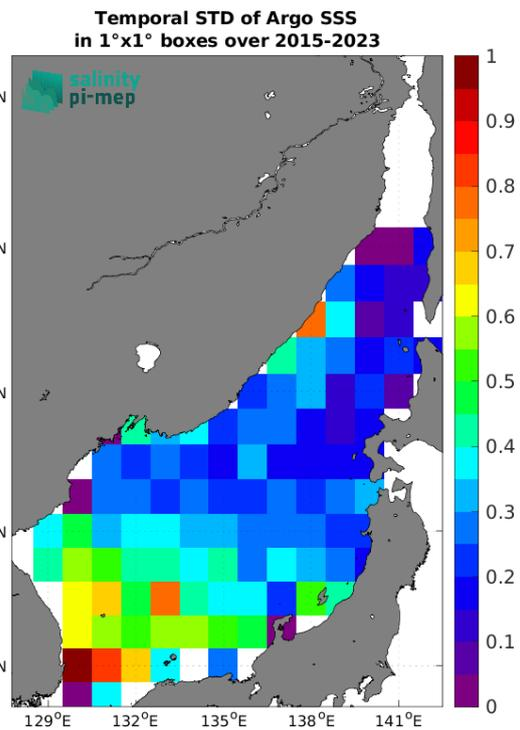 Temporal STD of Argo SSS
in 1°x1° boxes over 2015-2023
salinity
pi-mep
1
0.9
0.8
0.7
0.6
0.5
0.4
0.3
0.2
0.1
0
N
N
N
N
N
129°E 132°E 135°E 138°E 141°E